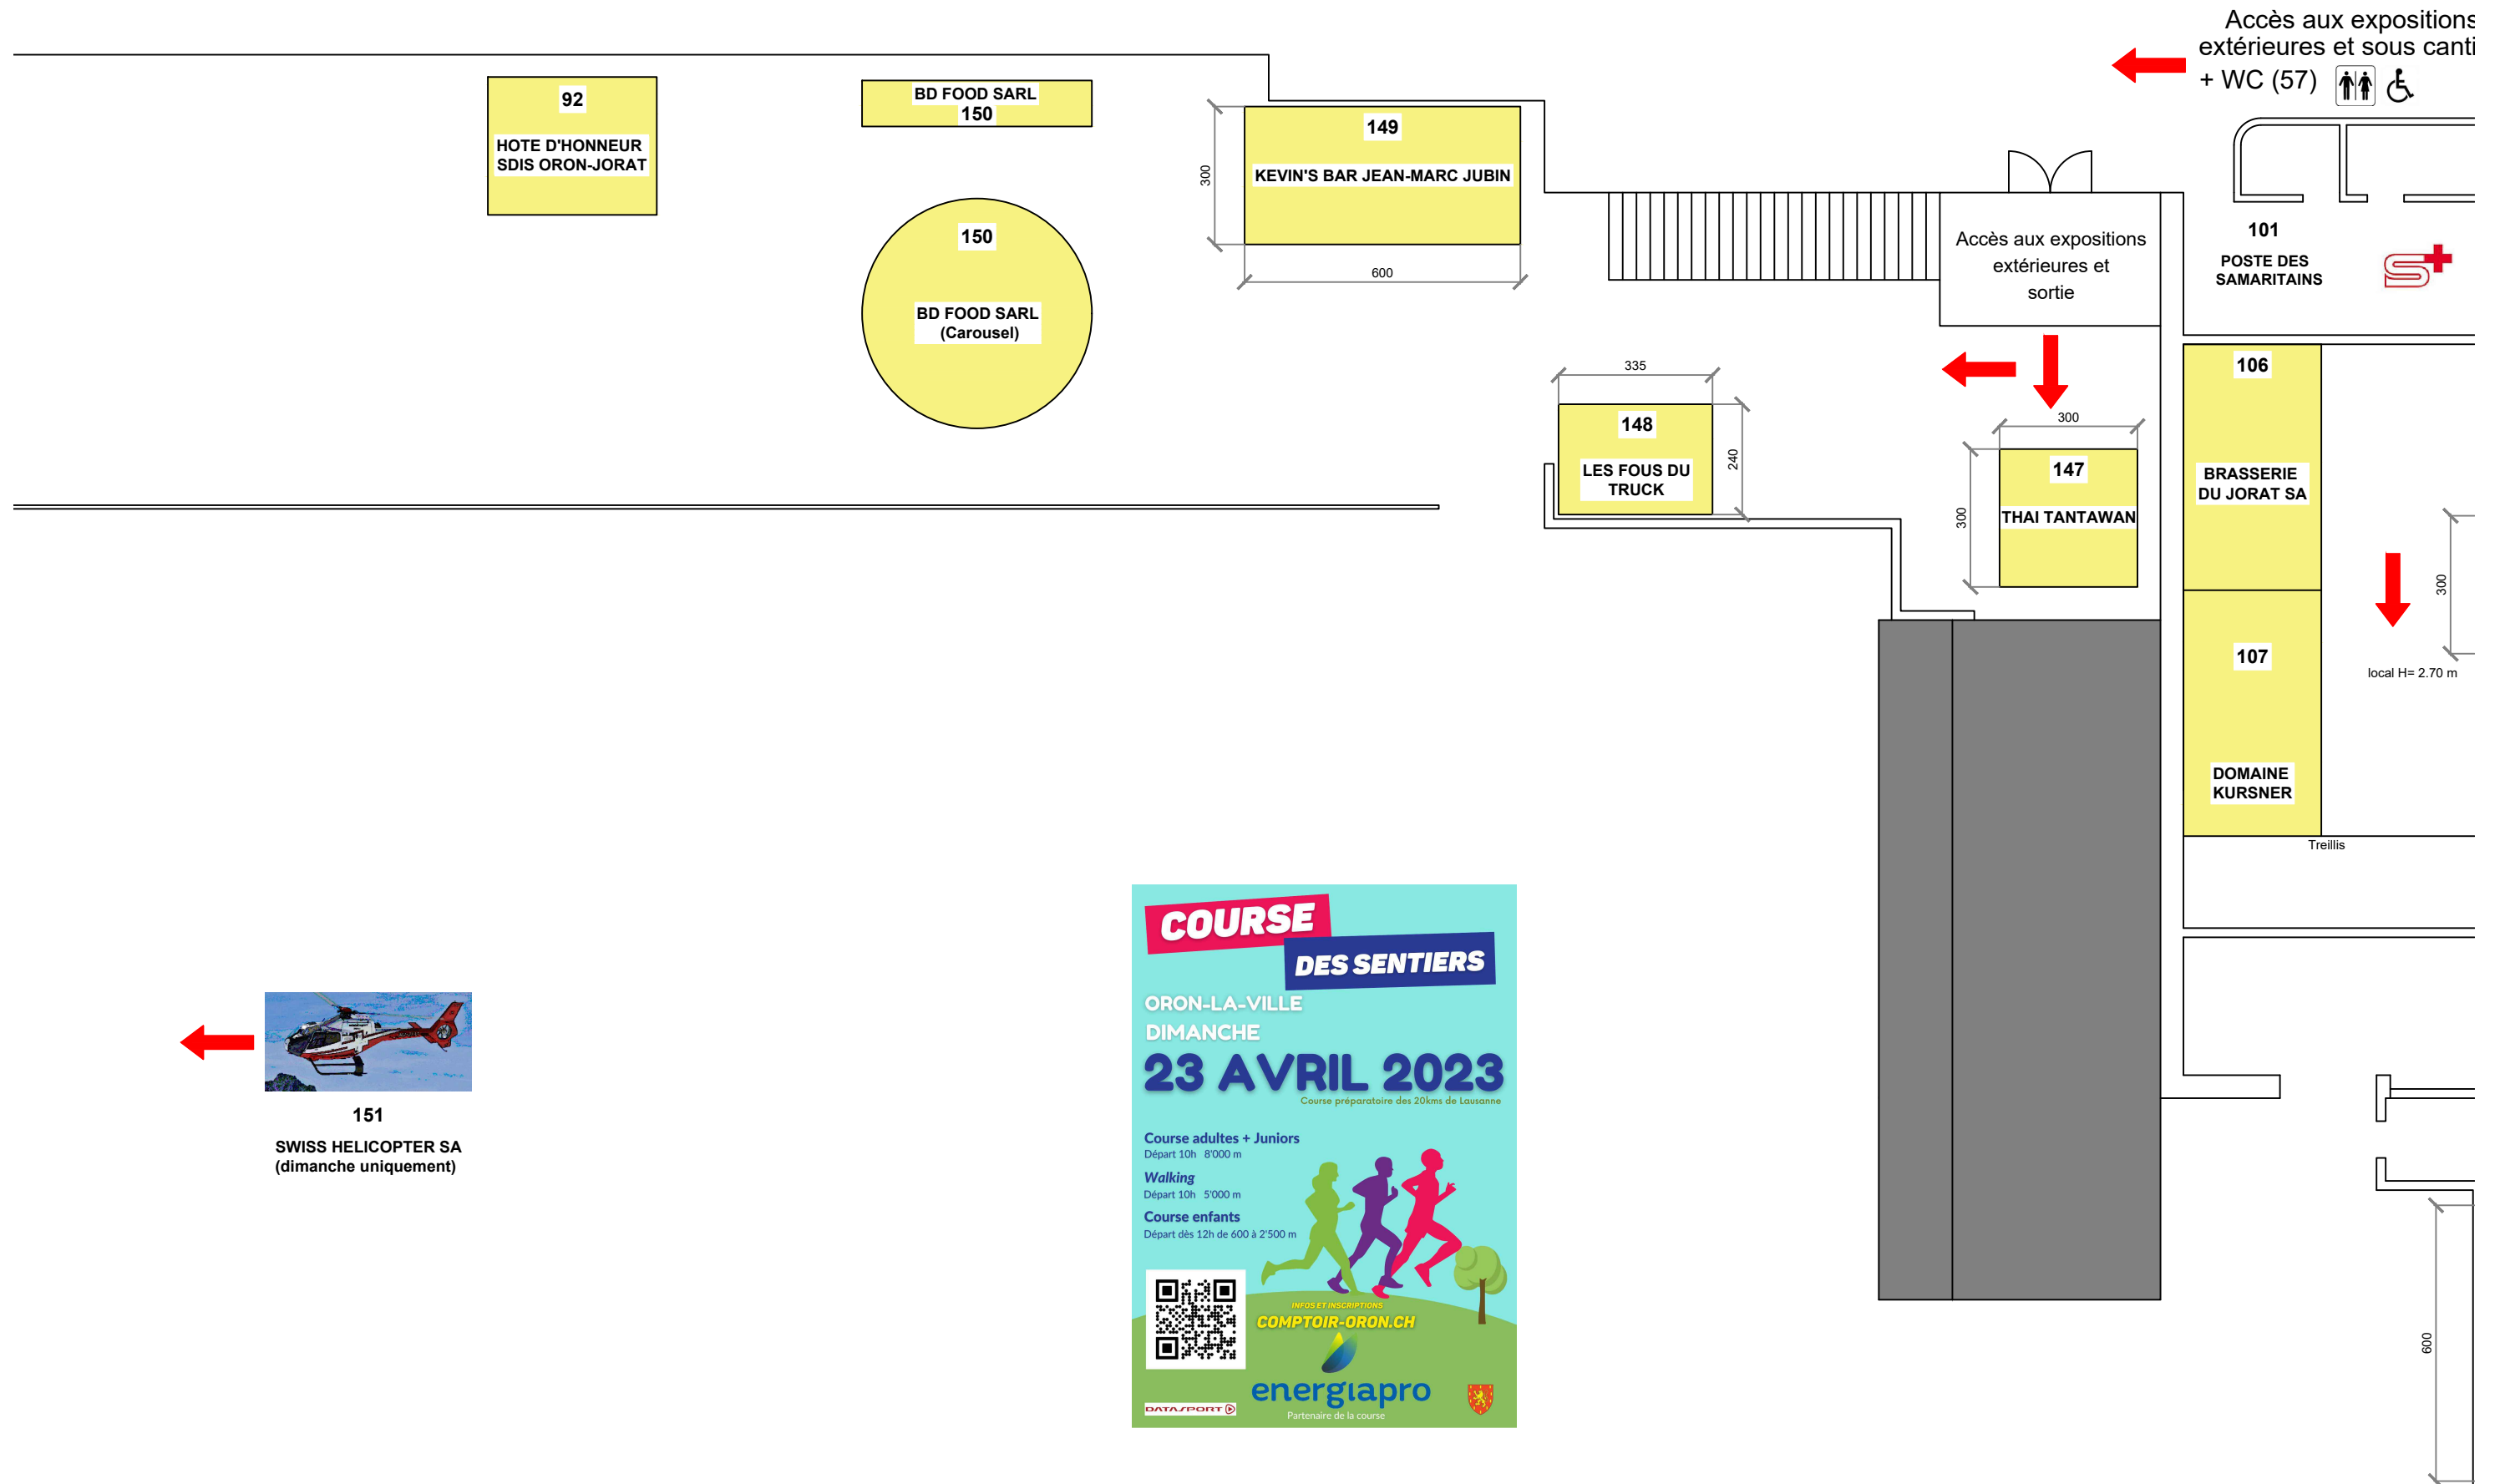 Accès aux expositions
extérieures et sous canti
+ WC (57)
92
HOTE D'HONNEUR
SDIS ORON-JORAT
BD FOOD SARL
150
150
BD FOOD SARL
(Carousel)
149
KEVIN'S BAR JEAN-MARC JUBIN
300
600
Accès aux expositions
extérieures et
sortie
101
POSTE DES
SAMARITAINS
S+
335
148
LES FOUS DU
TRUCK
240
300
147
THAI TANTAWAN
300
106
BRASSERIE
DU JORAT SA
300
107
local H= 2.70 m
DOMAINE
KURSNER
Treillis
COURSE
DES SENTIERS
ORON-LA-VILLE
DIMANCHE
23 AVRIL 2023
Course préparatoire des 20kms de Lausanne
Course adultes + Juniors
Départ 10h 8'000 m
Walking
Départ 10h 5'000 m
Course enfants
Départ dès 12h de 600 à 2'500 m
INFOS ET INSCRIPTIONS
COMPTOIR-ORON.CH
energiapro
Partenaire de la course
DATASPORT
151
SWISS HELICOPTER SA
(dimanche uniquement)
600